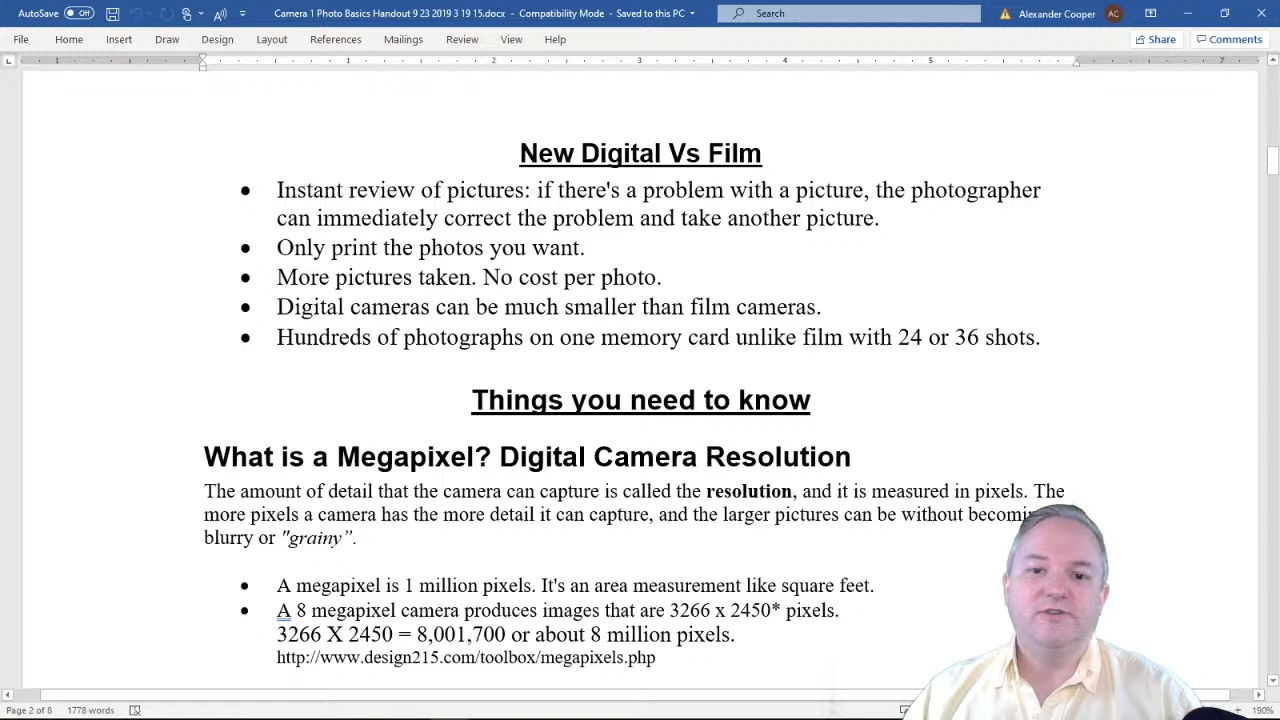 AutoSave Off Camera 1 Photo Basics Handout 9 23 2019 3 19 15.docx - Compatibility Mode - Saved to this PC Search Alexander Cooper AC
File Home Insert Draw Design Layout References Mailings Review View Help Share Comments
1 1 2 3 4 5 7
New Digital Vs Film
• Instant review of pictures: if there's a problem with a picture, the photographer
can immediately correct the problem and take another picture.
• Only print the photos you want.
• More pictures taken. No cost per photo.
• Digital cameras can be much smaller than film cameras.
• Hundreds of photographs on one memory card unlike film with 24 or 36 shots.
Things you need to know
What is a Megapixel? Digital Camera Resolution
The amount of detail that the camera can capture is called the resolution, and it is measured in pixels. The
more pixels a camera has the more detail it can capture, and the larger pictures can be without
blurry or "grainy”.
• A megapixel is 1 million pixels. It's an area measurement like square feet.
• A 8 megapixel camera produces images that are 3266 x 2450* pixels.
3266 X 2450 = 8,001,700 or about 8 million pixels.
http://www.design215.com/toolbox/megapixels.php
Page 2 of 8 1778 words 190%